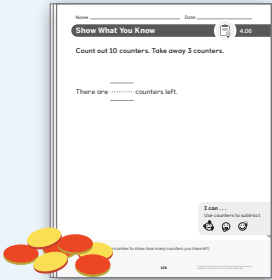 Name Date
Show What You Know 4.06
Count out 10 counters. Take away 3 counters.
There are counters left.
I can . . .
Use counters to subtract.
number to show how many counters you have left.